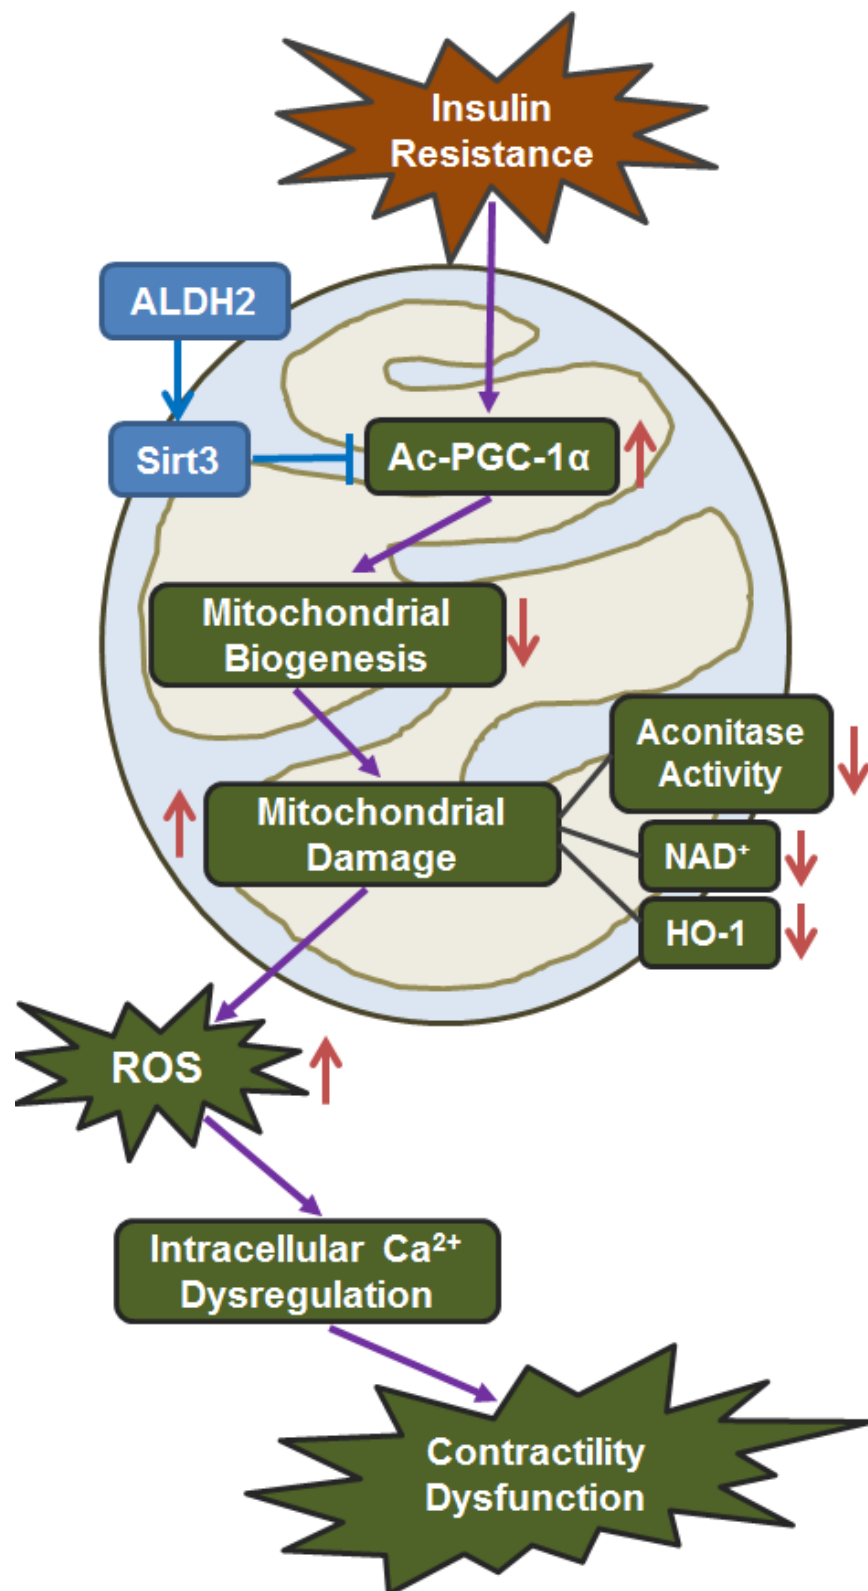 Insulin
Resistance
ALDH2
Sirt3
Ac-PGC-1α
Mitochondrial
Biogenesis
Aconitase
Activity
Mitochondrial
Damage
NAD⁺
HO-1
ROS
Intracellular Ca²⁺
Dysregulation
Contractility
Dysfunction